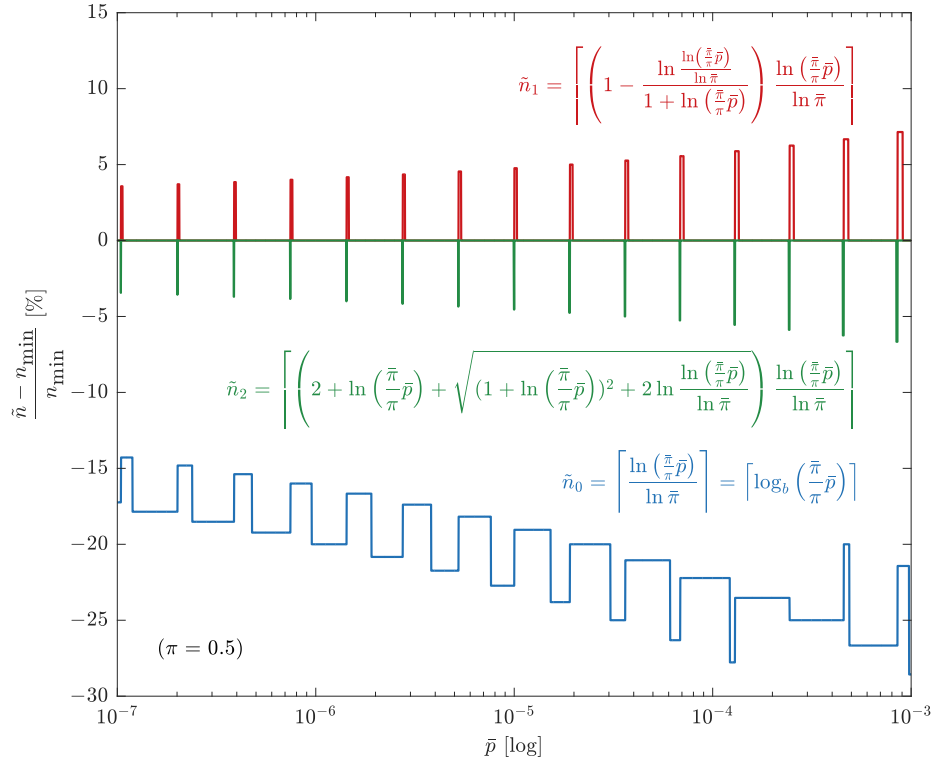 15
10
5
0
−5
−10
−15
−20
−25
−30
ñ₁ = ⌈(1 − (ln (ln((π̄/π)p̄)/ln π̄))/(1 + ln((π̄/π)p̄))) ln((π̄/π)p̄)/ln π̄⌉
ñ₂ = ⌈(2 + ln((π̄/π)p̄) + √((1 + ln((π̄/π)p̄))² + 2 ln (ln((π̄/π)p̄)/ln π̄))) ln((π̄/π)p̄)/ln π̄⌉
ñ₀ = ⌈ln((π̄/π)p̄)/ln π̄⌉ = ⌈log_b((π̄/π)p̄)⌉
(π = 0.5)
(ñ − n_min)/n_min [%]
10⁻⁷ 10⁻⁶ 10⁻⁵ 10⁻⁴ 10⁻³
p̄ [log]